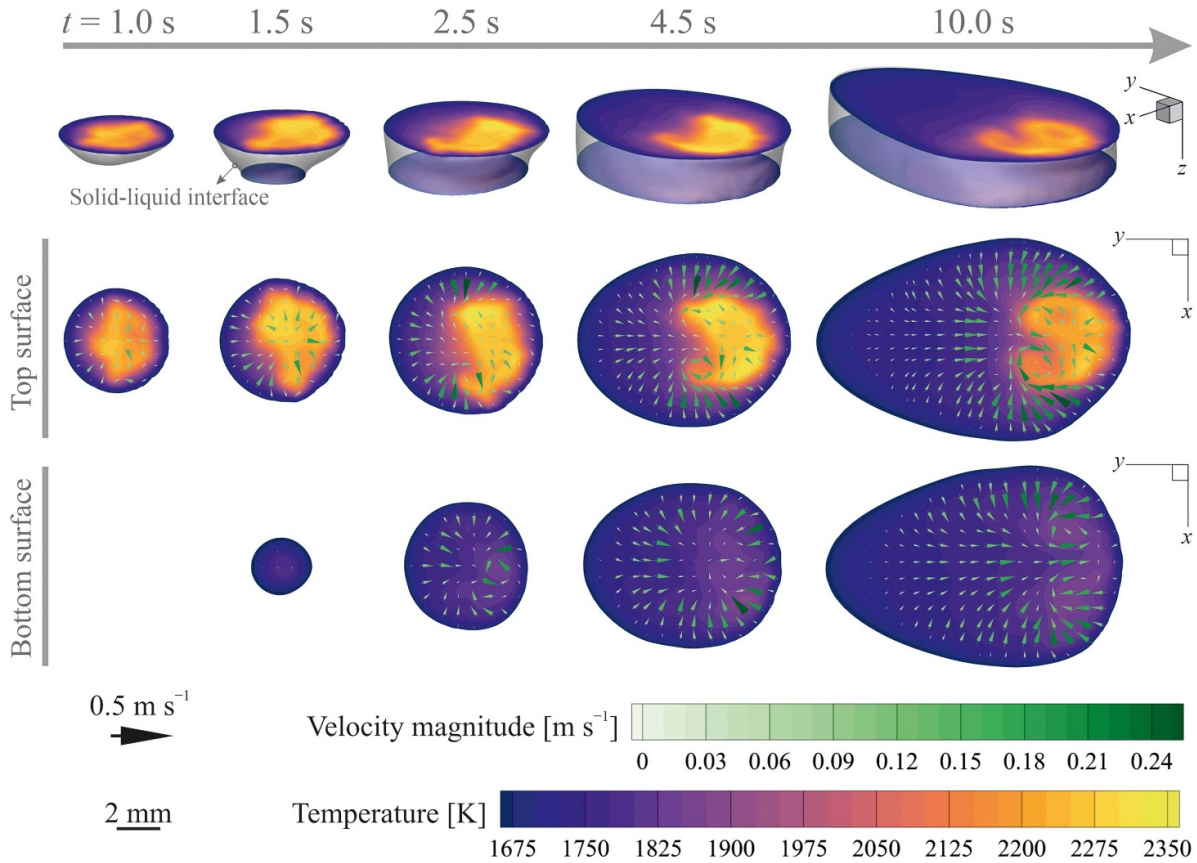 t = 1.0 s 1.5 s 2.5 s 4.5 s 10.0 s
y
x
z
Solid-liquid interface
Top surface
y
x
Bottom surface
y
x
0.5 m s⁻¹
Velocity magnitude [m s⁻¹]
0 0.03 0.06 0.09 0.12 0.15 0.18 0.21 0.24
2 mm
Temperature [K]
1675 1750 1825 1900 1975 2050 2125 2200 2275 2350